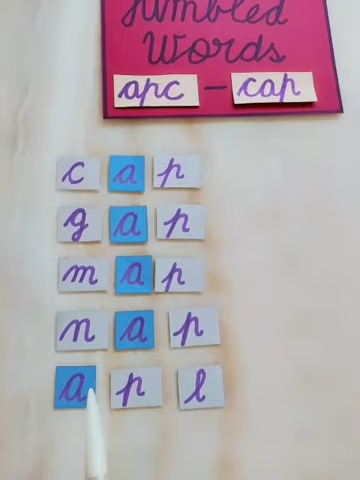 Jumbled
Words
apc – cap
c a p
g a p
m a p
n a p
a p l